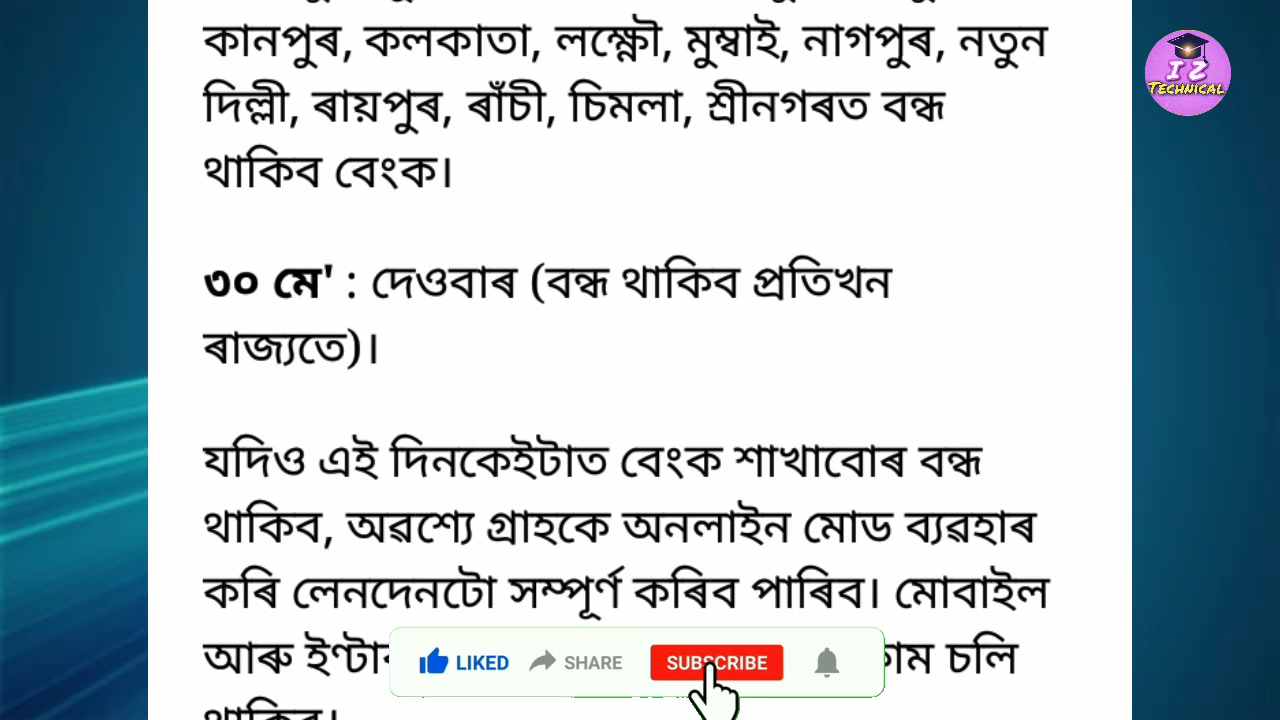 কানপুৰ, কলকাতা, লক্ষ্ণৌ, মুম্বাই, নাগপুৰ, নতুন
দিল্লী, ৰায়পুৰ, ৰাঁচী, চিমলা, শ্ৰীনগৰত বন্ধ
থাকিব বেংক।
৩০ মে' : দেওবাৰ (বন্ধ থাকিব প্ৰতিখন
ৰাজ্যতে)।
যদিও এই দিনকেইটাত বেংক শাখাবোৰ বন্ধ
থাকিব, অৱশ্যে গ্ৰাহকে অনলাইন মোড ব্যৱহাৰ
কৰি লেনদেনটো সম্পূৰ্ণ কৰিব পাৰিব। মোবাইল
আৰু চলি
I Z
TECHNICAL
LIKED SHARE SUBSCRIBE